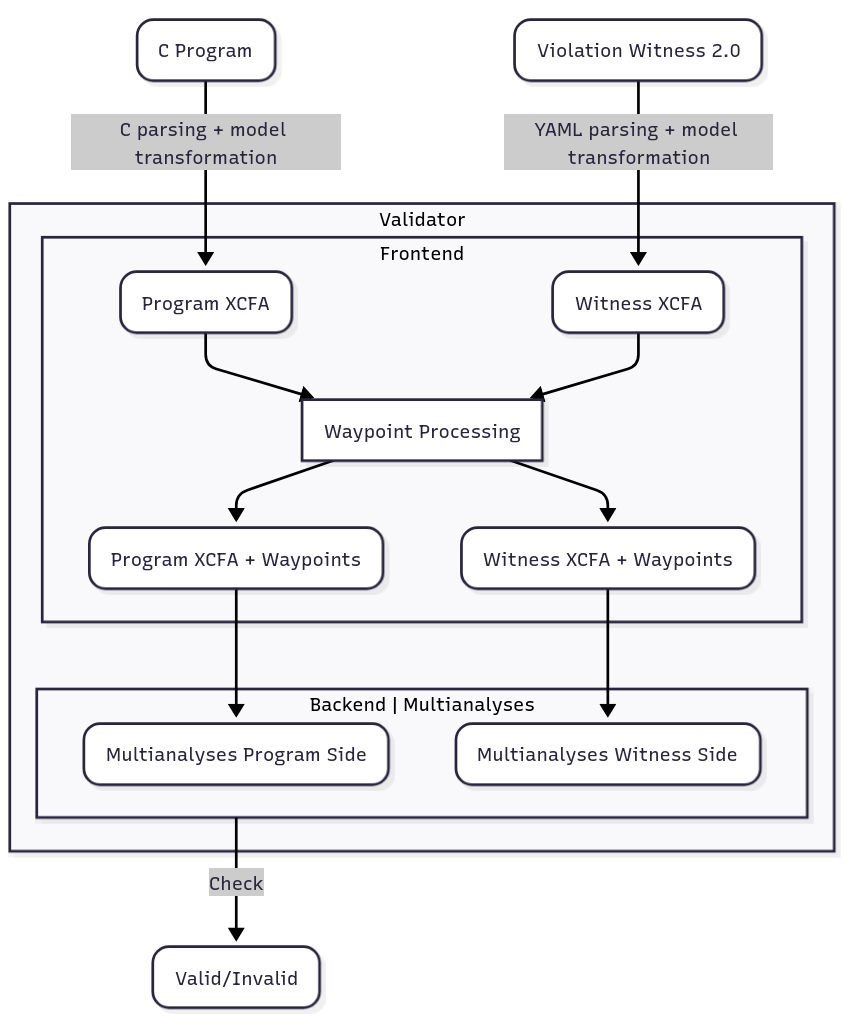 C Program
Violation Witness 2.0
C parsing + model
transformation
YAML parsing + model
transformation
Validator
Frontend
Program XCFA
Witness XCFA
Waypoint Processing
Program XCFA + Waypoints
Witness XCFA + Waypoints
Backend | Multianalyses
Multianalyses Program Side
Multianalyses Witness Side
Check
Valid/Invalid